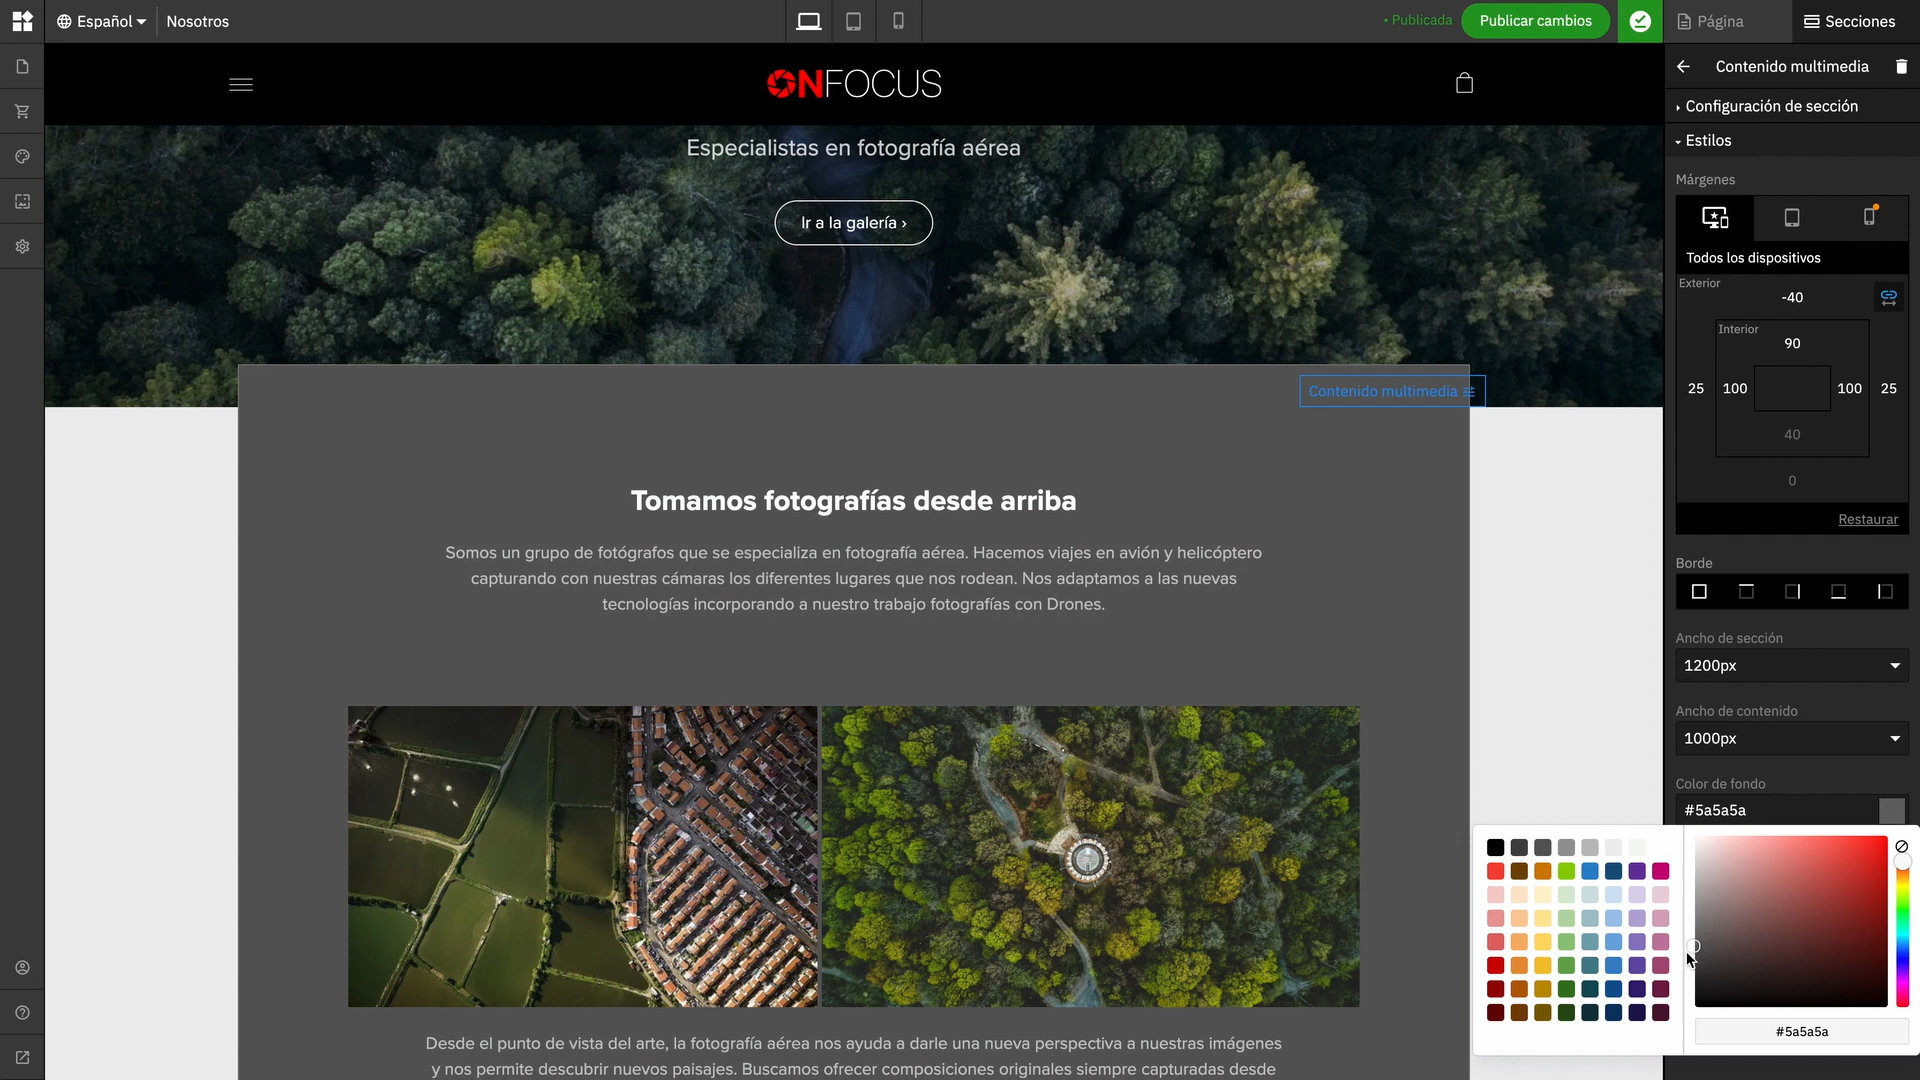 Español
Nosotros
• Publicada
Publicar cambios
Página
Secciones
ONFOCUS
Especialistas en fotografía aérea
Ir a la galería ›
Contenido multimedia
Tomamos fotografías desde arriba
Somos un grupo de fotógrafos que se especializa en fotografía aérea. Hacemos viajes en avión y helicóptero
capturando con nuestras cámaras los diferentes lugares que nos rodean. Nos adaptamos a las nuevas
tecnologías incorporando a nuestro trabajo fotografías con Drones.
Desde el punto de vista del arte, la fotografía aérea nos ayuda a darle una nueva perspectiva a nuestras imágenes
y nos permite descubrir nuevos paisajes. Buscamos ofrecer composiciones originales siempre capturadas desde
Contenido multimedia
Configuración de sección
Estilos
Márgenes
Todos los dispositivos
Exterior
-40
Interior
90
25 100 100 25
40
0
Restaurar
Borde
Ancho de sección
1200px
Ancho de contenido
1000px
Color de fondo
#5a5a5a
#5a5a5a